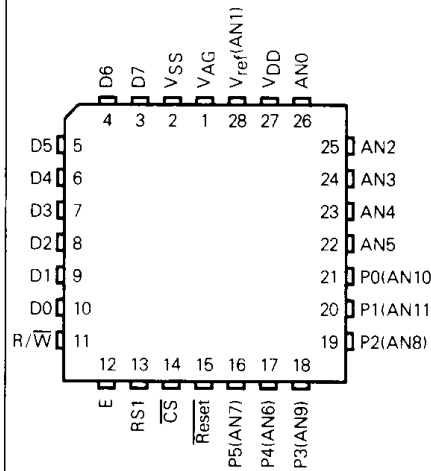 D6
D7
VSS
VAG
Vref(AN1)
VDD
AN0
4
3
2
1
28
27
26
D5 5
D4 6
D3 7
D2 8
D1 9
D0 10
R/W̅ 11
25 AN2
24 AN3
23 AN4
22 AN5
21 P0(AN10
20 P1(AN11
19 P2(AN8)
12
13
14
15
16
17
18
E
RS1
C̅S̅
R̅e̅s̅e̅t̅
P5(AN7)
P4(AN6)
P3(AN9)